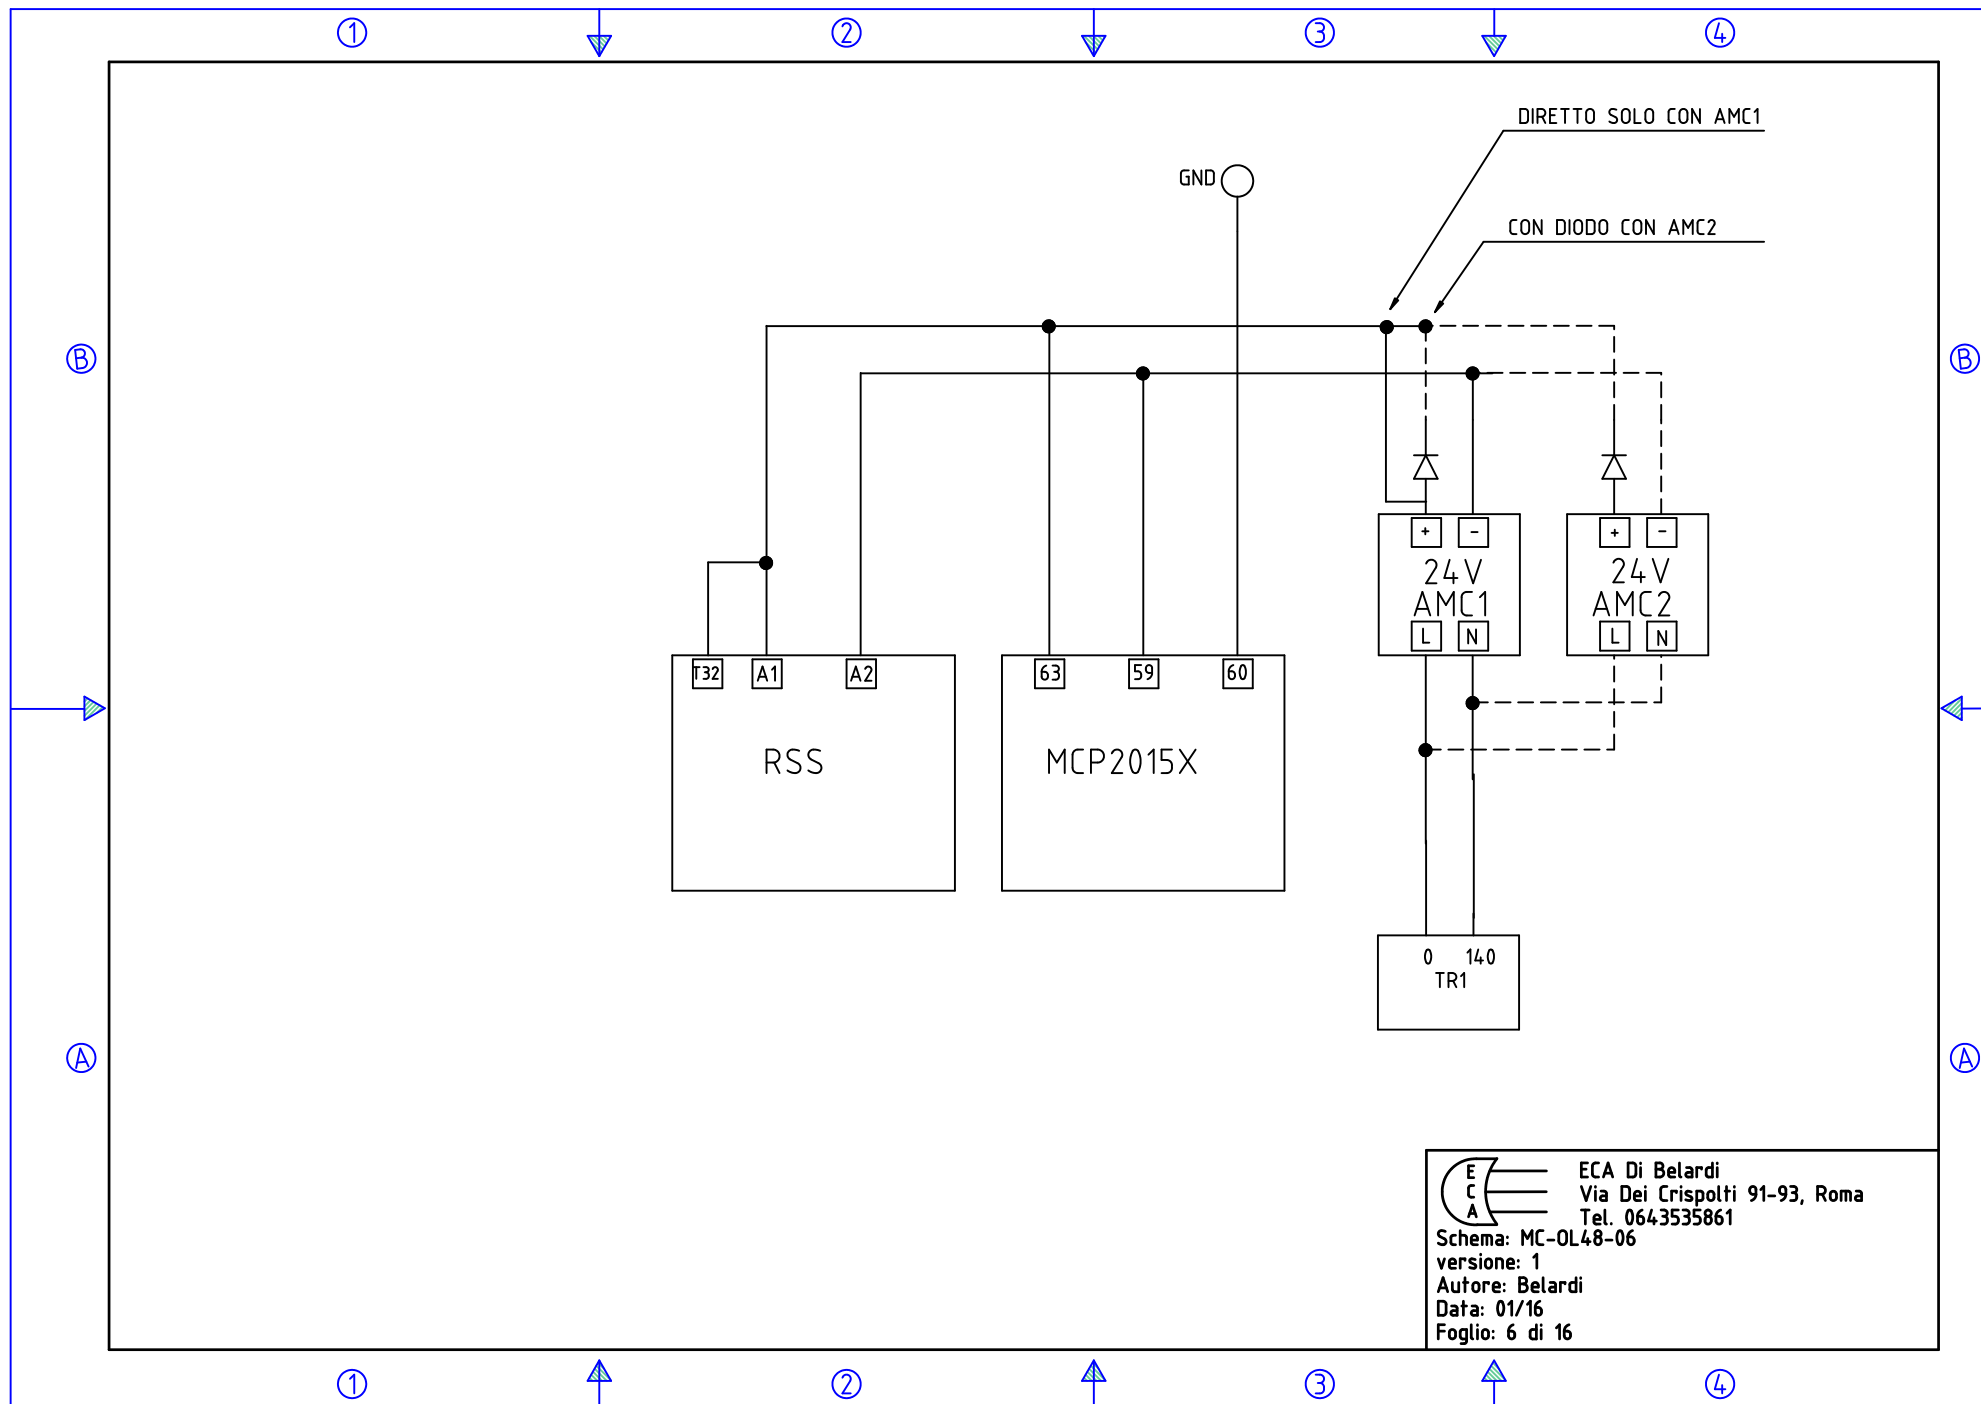 1 2 3 4
DIRETTO SOLO CON AMC1
GND
CON DIODO CON AMC2
B B
+ - + -
24V 24V
AMC1 AMC2
L N L N
T32 A1 A2 63 59 60
RSS MCP2015X
0 140
TR1
A A
E
C
A
ECA Di Belardi
Via Dei Crispolti 91-93, Roma
Tel. 0643535861
Schema: MC-OL48-06
versione: 1
Autore: Belardi
Data: 01/16
Foglio: 6 di 16
1 2 3 4